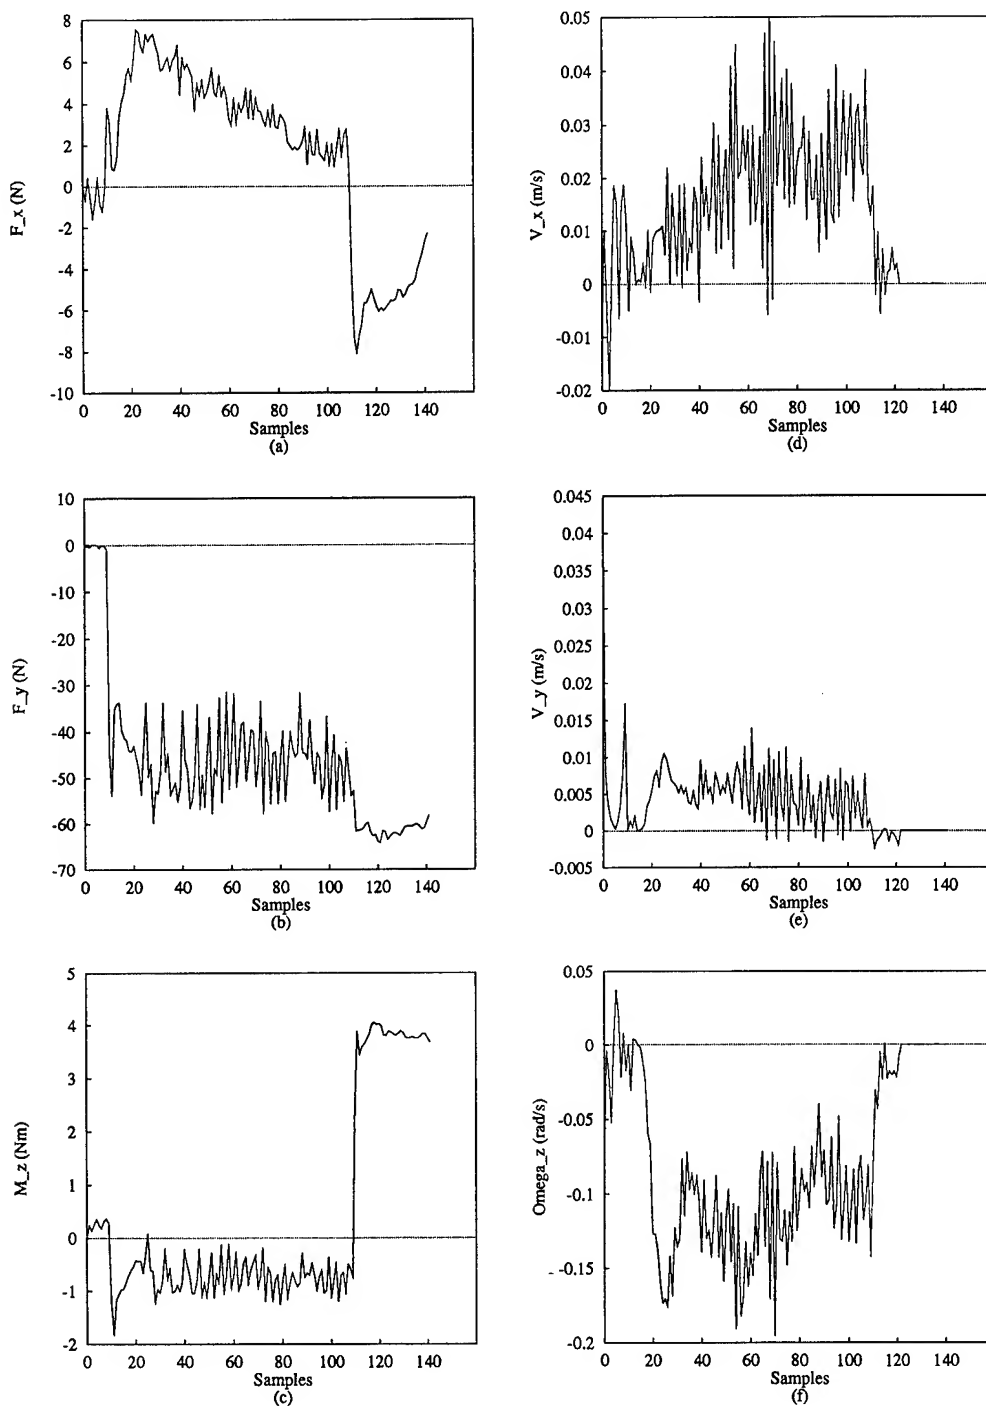 8
6
4
2
0
-2
-4
-6
-8
-10
F_x (N)
0 20 40 60 80 100 120 140
Samples
(a)
0.05
0.04
0.03
0.02
0.01
0
-0.01
-0.02
V_x (m/s)
0 20 40 60 80 100 120 140
Samples
(d)
10
0
-10
-20
-30
-40
-50
-60
-70
F_y (N)
0 20 40 60 80 100 120 140
Samples
(b)
0.045
0.04
0.035
0.03
0.025
0.02
0.015
0.01
0.005
0
-0.005
V_y (m/s)
0 20 40 60 80 100 120 140
Samples
(e)
5
4
3
2
1
0
-1
-2
M_z (Nm)
0 20 40 60 80 100 120 140
Samples
(c)
0.05
0
-0.05
-0.1
-0.15
-0.2
Omega_z (rad/s)
0 20 40 60 80 100 120 140
Samples
(f)